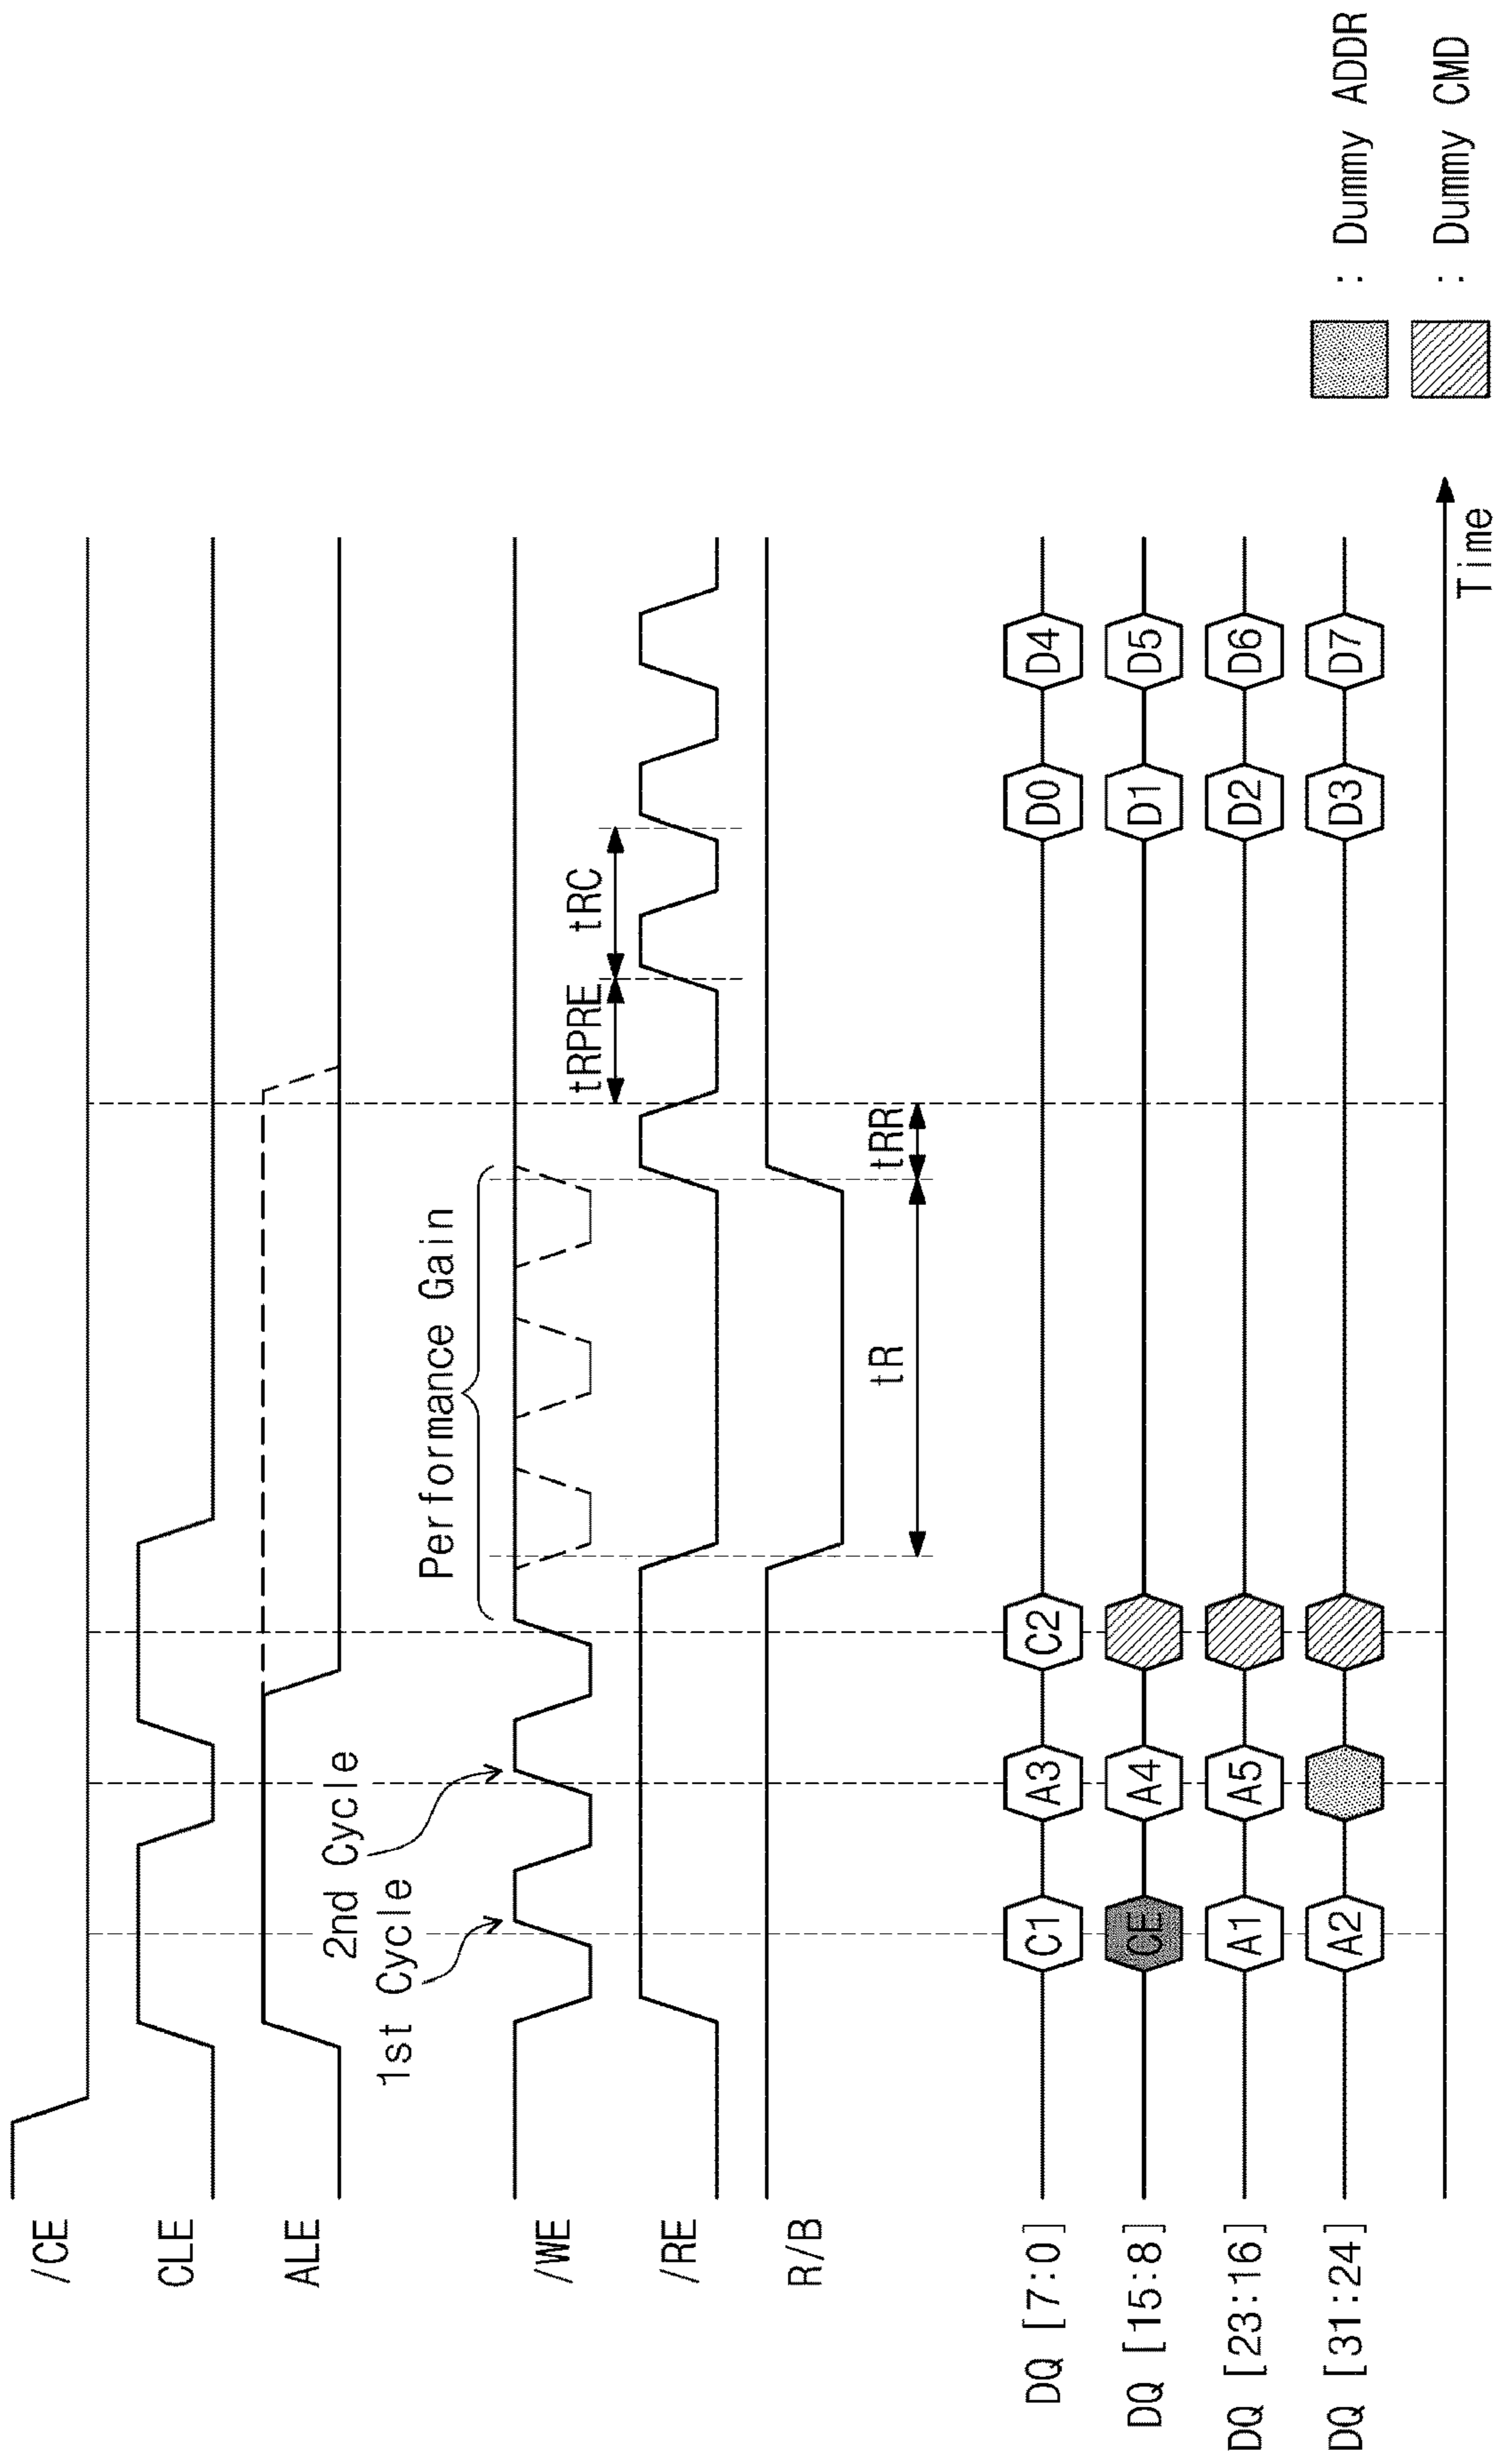 /CE
CLE
ALE
2nd Cycle
1st Cycle
Performance Gain
/WE
tRPRE
tRC
/RE
R/B
tR
tRR
DQ [7:0]
C1
A3
C2
D0
D4
DQ [15:8]
CE
A4
D1
D5
DQ [23:16]
A1
A5
D2
D6
DQ [31:24]
A2
D3
D7
Time
: Dummy ADDR
: Dummy CMD